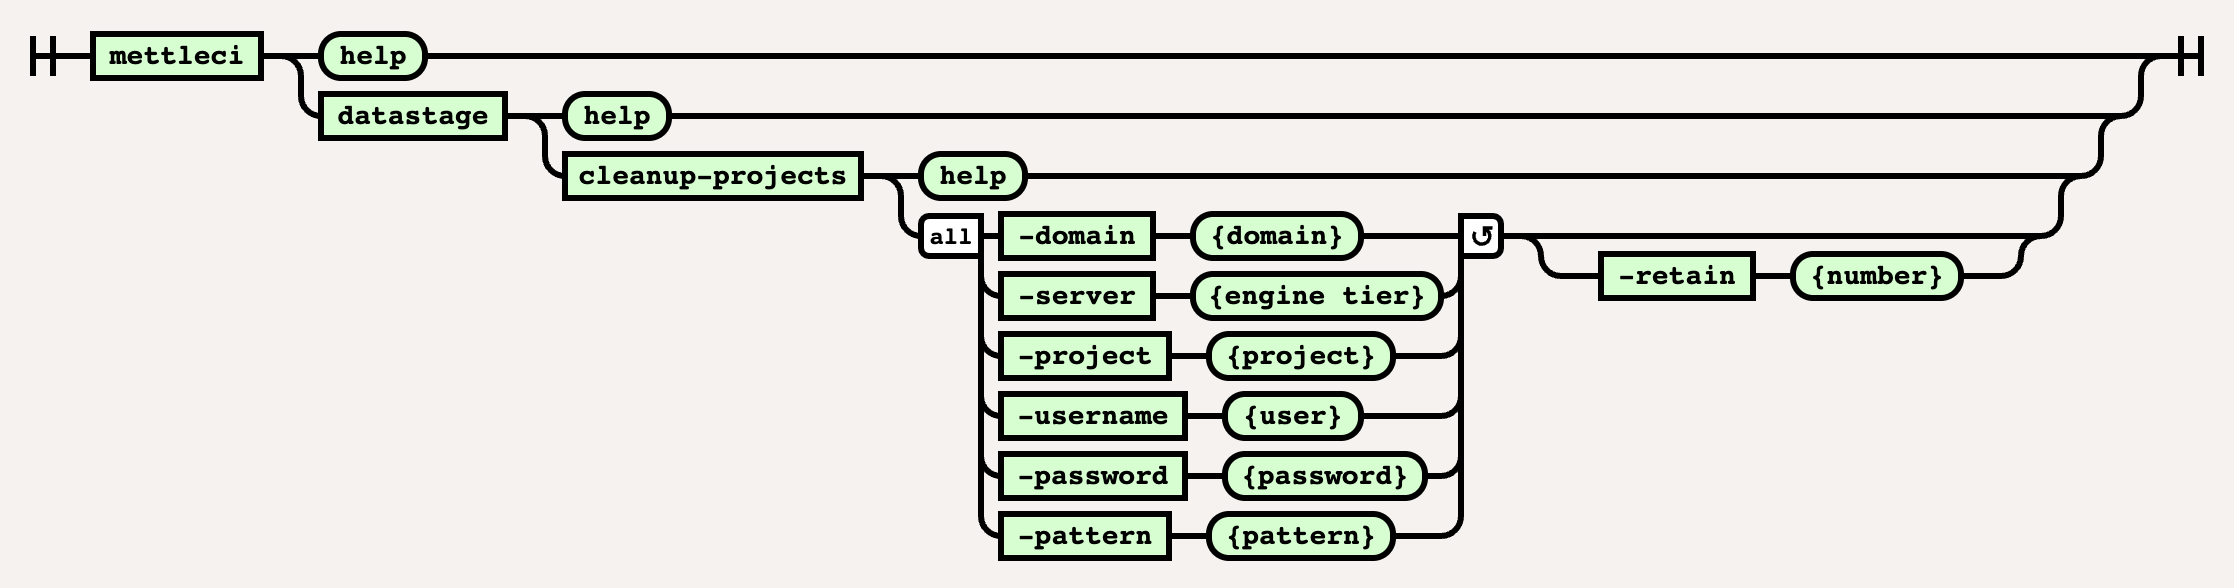 mettleci help
datastage help
cleanup-projects help
all -domain {domain} ↺
-server {engine tier} -retain {number}
-project {project}
-username {user}
-password {password}
-pattern {pattern}